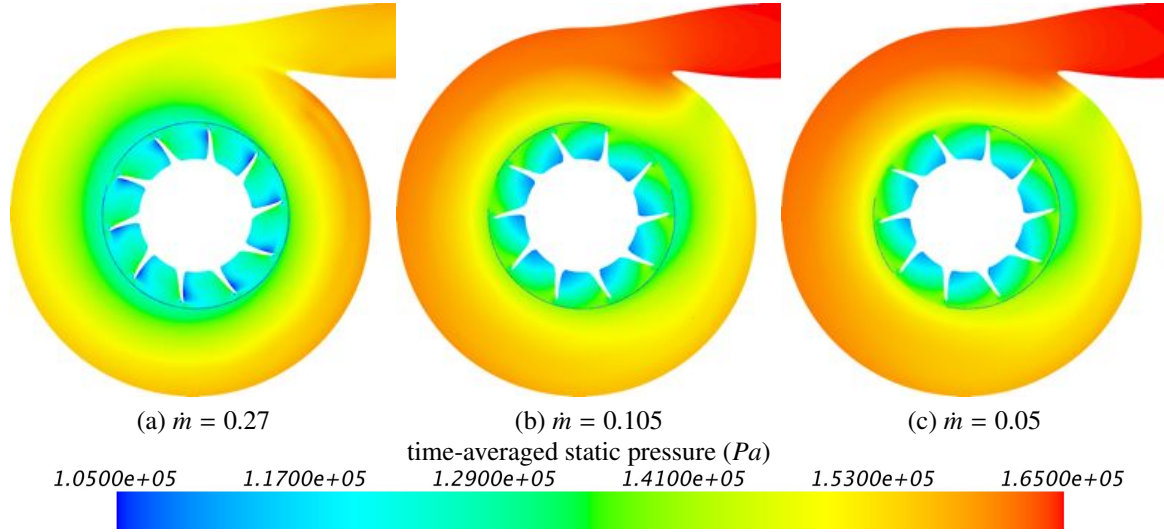 (a) ṁ = 0.27 (b) ṁ = 0.105 (c) ṁ = 0.05
time-averaged static pressure (Pa)
1.0500e+05 1.1700e+05 1.2900e+05 1.4100e+05 1.5300e+05 1.6500e+05